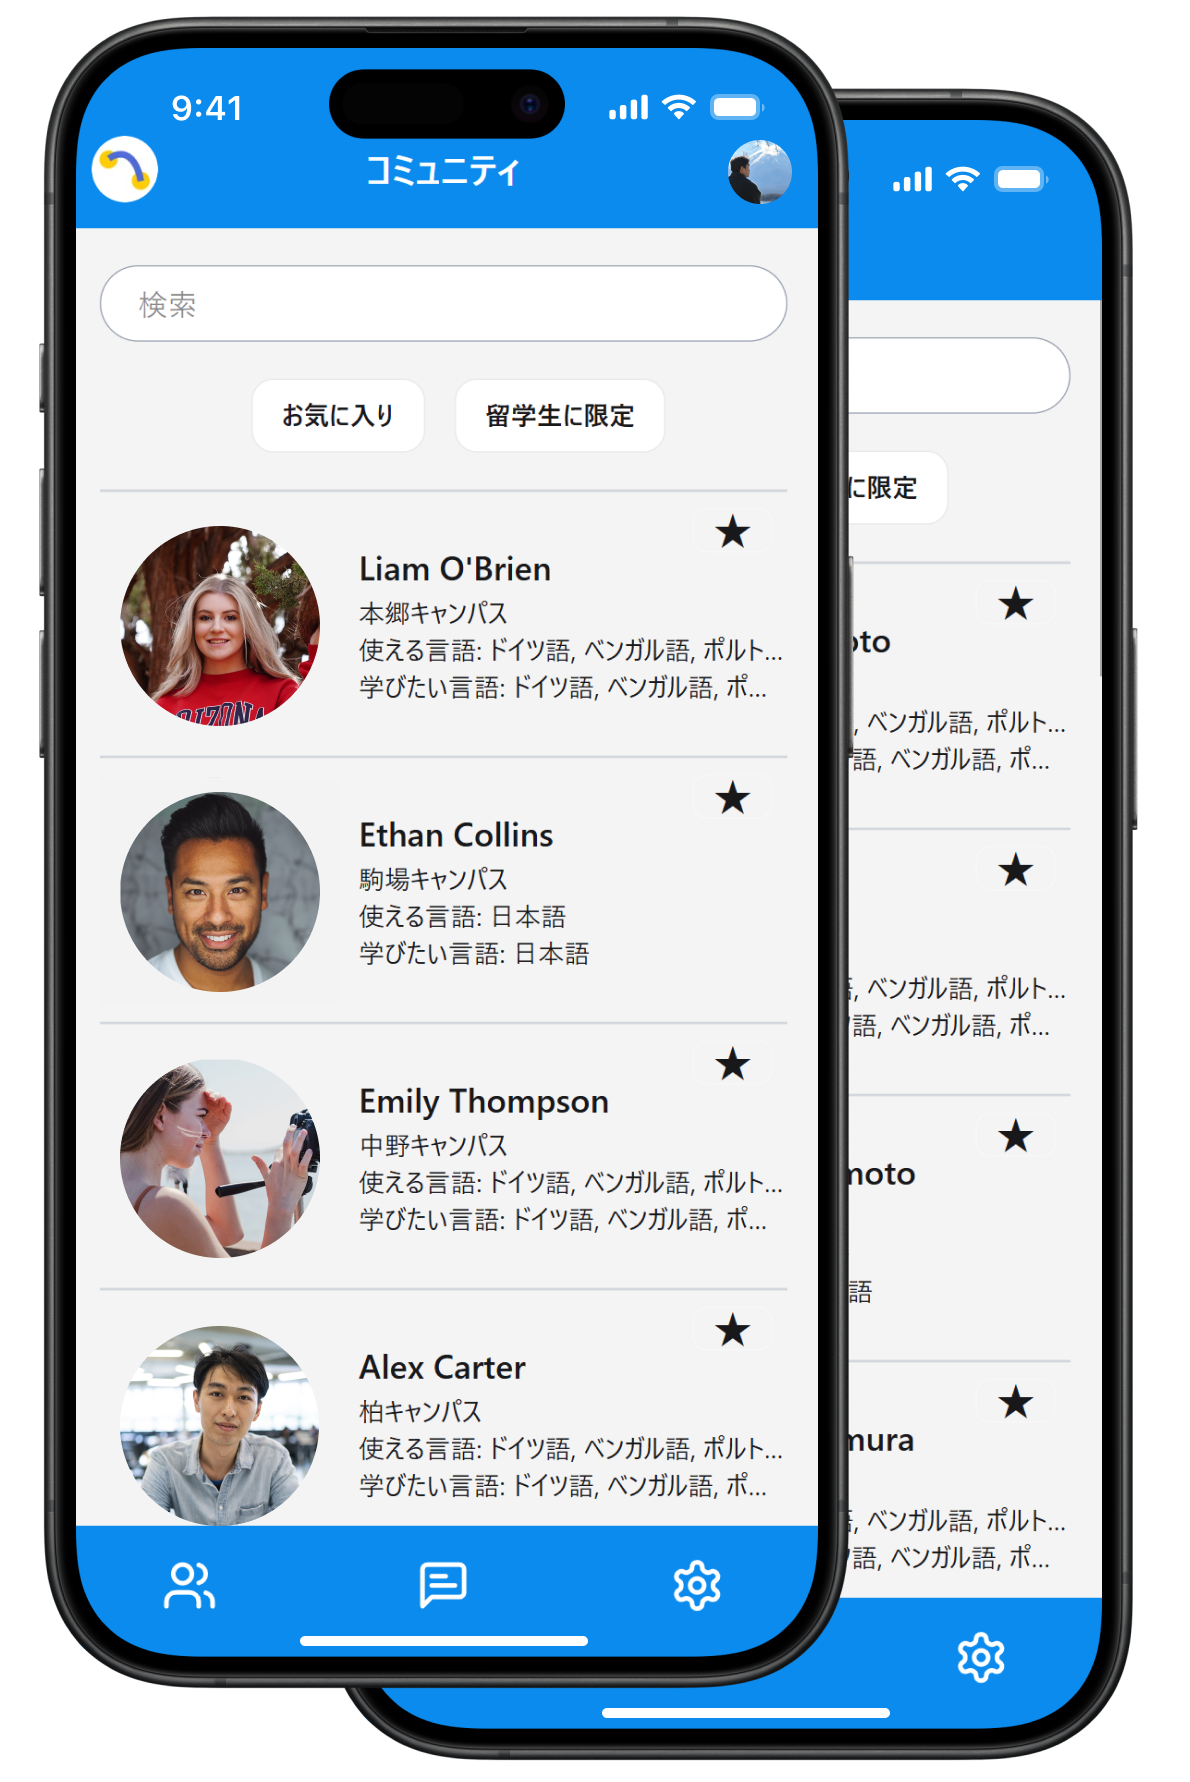 9:41
コミュニティ
検索
お気に入り
留学生に限定
★
Liam O'Brien
本郷キャンパス
使える言語: ドイツ語, ベンガル語, ポルト...
学びたい言語: ドイツ語, ベンガル語, ポ...
ARIZONA
★
Ethan Collins
駒場キャンパス
使える言語: 日本語
学びたい言語: 日本語
★
Emily Thompson
中野キャンパス
使える言語: ドイツ語, ベンガル語, ポルト...
学びたい言語: ドイツ語, ベンガル語, ポ...
★
Alex Carter
柏キャンパス
使える言語: ドイツ語, ベンガル語, ポルト...
学びたい言語: ドイツ語, ベンガル語, ポ...
に限定
★
oto
, ベンガル語, ポルト...
語, ベンガル語, ポ...
★
語, ベンガル語, ポルト...
語, ベンガル語, ポ...
★
moto
語
★
mura
語, ベンガル語, ポルト...
語, ベンガル語, ポ...